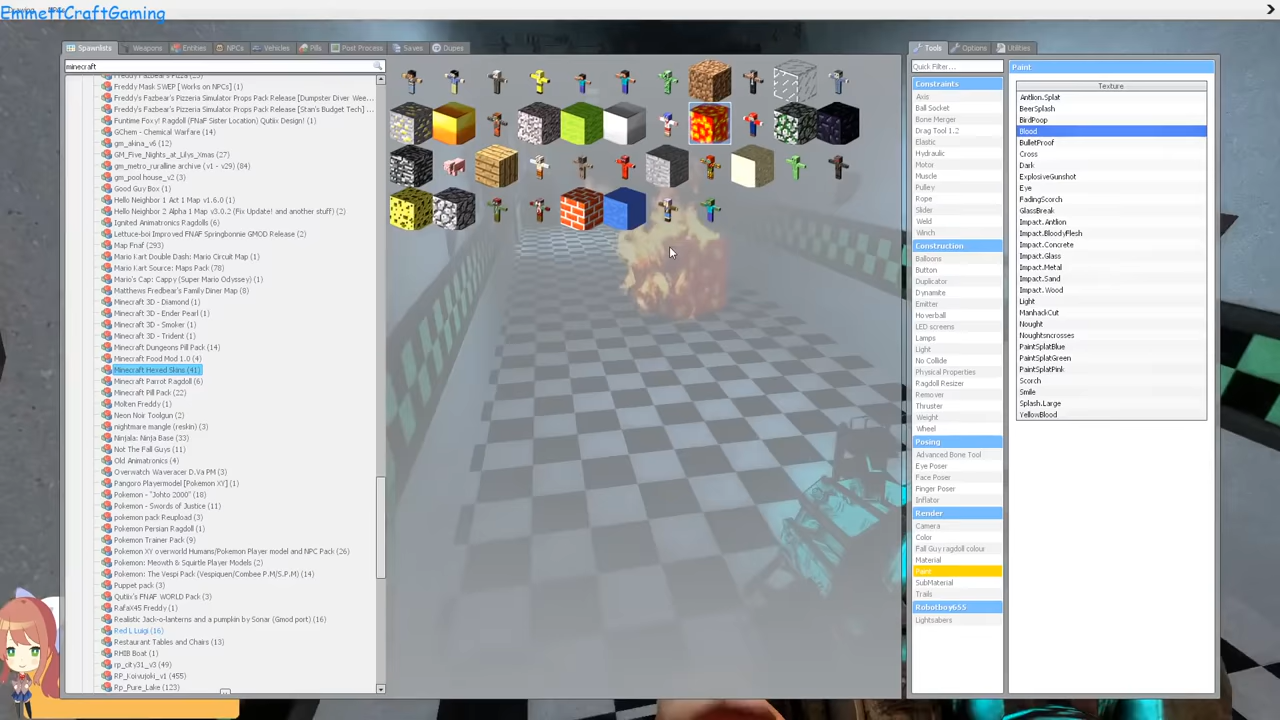 EmmettCraftGaming
Spawnlists
Weapons
Entities
NPCs
Vehicles
Pills
Post Process
Saves
Dupes
Tools
Options
Utilities
minecraft
Quick Filter...
Paint
Freddy Mask SWEP [ Works on NPCs] (1)
Freddy's Fazbear's Pizzeria Simulator Props Pack Release [Dumpster Diver Wee...
Freddy's Fazbear's Pizzeria Simulator Props Pack Release [Stan's Budget Tech] ...
Funtime Foxy! Ragdoll (FNaF Sister Location) Qutiix Design! (1)
GChem - Chemical Warfare (14)
gm_antlion_v6 (12)
GM_Five_Nights_at_Lilys_Xmas (27)
gm_metro_ruralline archive (v1 - v29) (84)
gm_pool_house_v2 (3)
Good Guy Box (1)
Hello Neighbor 1 Act 1 Map v1.6.0 (1)
Hello Neighbor 2 Alpha 1 Map v3.0.2 (Fix Update! and another stuff) (2)
Ignited Animatronics Ragdolls (6)
Lettuce-boi Improved FNAF Springbonnie GMOD Release (2)
Map Fnaf (293)
Mario Kart Double Dash: Mario Circuit Map (1)
Mario Kart Source: Maps Pack (78)
Mario's Cap: Cappy (Super Mario Odyssey) (1)
Matthews Fredbear's Family Diner Map (8)
Minecraft 3D - Diamond (1)
Minecraft 3D - Ender Pearl (1)
Minecraft 3D - Smoker (1)
Minecraft 3D - Trident (1)
Minecraft Dungeons Pill Pack (14)
Minecraft Food Mod 1.0 (4)
Minecraft Hexed Skins (41)
Minecraft Parrot Ragdoll (6)
Minecraft Pill Pack (22)
Molten Freddy (1)
Neon Noir Toolgun (2)
nightmare mangle (reskin) (3)
Ninjala: Ninja Base (33)
Not The Fall Guys (11)
Old Animatronics (4)
Overwatch Waveracer D.Va PM (3)
Pangoro Playermodel [Pokemon XY] (1)
Pokemon - "Johto 2000" (18)
Pokemon - Swords of Justice (11)
pokemon pack Reupload (3)
Pokemon Persian Ragdoll (1)
Pokemon Trainer Pack (9)
Pokemon XY overworld Humans/Pokemon Player model and NPC Pack (26)
Pokemon: Meowth & Squirtle Player Models (2)
Pokemon: The Vespi Pack (Vespiquen/Combee P.M/S.P.M) (14)
Puppet pack (3)
Qutiix's FNAF WORLD Pack (3)
RafaX45 Freddy (1)
Realistic Jack-o-lanterns and a pumpkin by Sonar (Gmod port) (16)
Red L Luigi (16)
Restaurant Tables and Chairs (13)
RHIB Boat (1)
rp_city31_v3 (49)
RP_Koivujoki_v1 (455)
Rp_Pure_Lake (123)
Constraints
Axis
Ball Socket
Bone Merger
Drag Tool 1.2
Elastic
Hydraulic
Motor
Muscle
Pulley
Rope
Slider
Weld
Winch
Construction
Balloons
Button
Duplicator
Dynamite
Emitter
Hoverball
LED screens
Lamps
Light
No Collide
Physical Properties
Ragdoll Resizer
Remover
Thruster
Weight
Wheel
Posing
Advanced Bone Tool
Eye Poser
Face Poser
Finger Poser
Inflator
Render
Camera
Color
Fall Guy ragdoll colour
Material
Paint
SubMaterial
Trails
Robotboy655
Lightsabers
Texture
Antlion.Splat
BeerSplash
BirdPoop
Blood
BulletProof
Cross
Dark
ExplosiveGunshot
Eye
FadingScorch
GlassBreak
Impact.Antlion
Impact.BloodyFlesh
Impact.Concrete
Impact.Glass
Impact.Metal
Impact.Sand
Impact.Wood
Light
ManhackCut
Nought
Noughtsncrosses
PaintSplatBlue
PaintSplatGreen
PaintSplatPink
Scorch
Smile
Splash.Large
YellowBlood